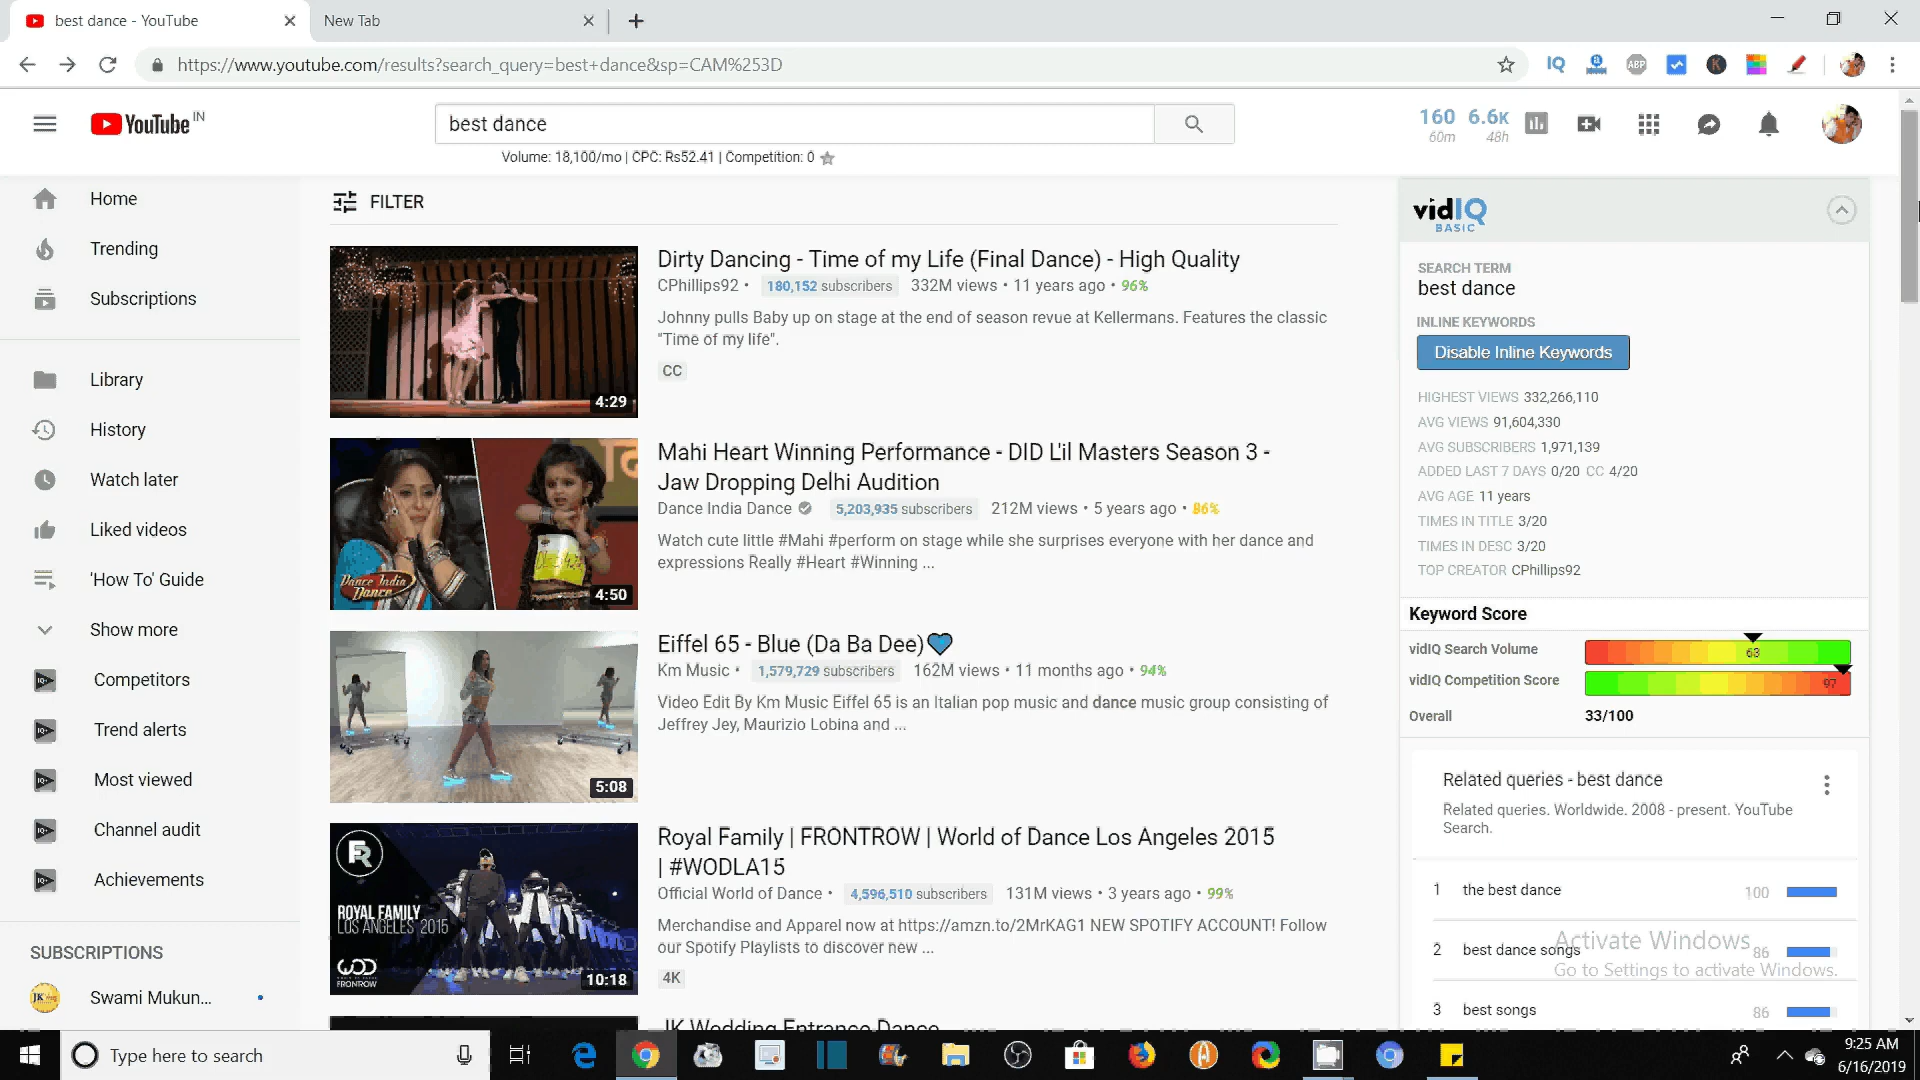 best dance - YouTube
New Tab
https://www.youtube.com/results?search_query=best+dance&sp=CAM%253D
IQ
ABP
K
YouTube IN
best dance
160 6.6K
60m 48h
Volume: 18,100/mo | CPC: Rs52.41 | Competition: 0
Home
Trending
Subscriptions
Library
History
Watch later
Liked videos
'How To' Guide
Show more
Competitors
Trend alerts
Most viewed
Channel audit
Achievements
SUBSCRIPTIONS
Swami Mukun...
FILTER
4:29
Dirty Dancing - Time of my Life (Final Dance) - High Quality
CPhillips92 • 180,152 subscribers 332M views • 11 years ago • 96%
Johnny pulls Baby up on stage at the end of season revue at Kellermans. Features the classic
"Time of my life".
CC
Dance India
Dance
4:50
Mahi Heart Winning Performance - DID L'il Masters Season 3 -
Jaw Dropping Delhi Audition
Dance India Dance 5,203,935 subscribers 212M views • 5 years ago • 86%
Watch cute little #Mahi #perform on stage while she surprises everyone with her dance and
expressions Really #Heart #Winning ...
5:08
Eiffel 65 - Blue (Da Ba Dee)💙
Km Music • 1,579,729 subscribers 162M views • 11 months ago • 94%
Video Edit By Km Music Eiffel 65 is an Italian pop music and dance music group consisting of
Jeffrey Jey, Maurizio Lobina and ...
ROYAL FAMILY
LOS ANGELES 2015
FRONTROW
10:18
Royal Family | FRONTROW | World of Dance Los Angeles 2015
| #WODLA15
Official World of Dance • 4,596,510 subscribers 131M views • 3 years ago • 99%
Merchandise and Apparel now at https://amzn.to/2MrKAG1 NEW SPOTIFY ACCOUNT! Follow
our Spotify Playlists to discover new ...
4K
JK Wedding Entrance Dance
vidIQ
BASIC
SEARCH TERM
best dance
INLINE KEYWORDS
Disable Inline Keywords
HIGHEST VIEWS 332,266,110
AVG VIEWS 91,604,330
AVG SUBSCRIBERS 1,971,139
ADDED LAST 7 DAYS 0/20 CC 4/20
AVG AGE 11 years
TIMES IN TITLE 3/20
TIMES IN DESC 3/20
TOP CREATOR CPhillips92
Keyword Score
vidIQ Search Volume 63
vidIQ Competition Score 97
Overall 33/100
Related queries - best dance
Related queries. Worldwide. 2008 - present. YouTube
Search.
1 the best dance 100
2 best dance songs 86
3 best songs 86
Activate Windows
Go to Settings to activate Windows.
Type here to search
9:25 AM
6/16/2019